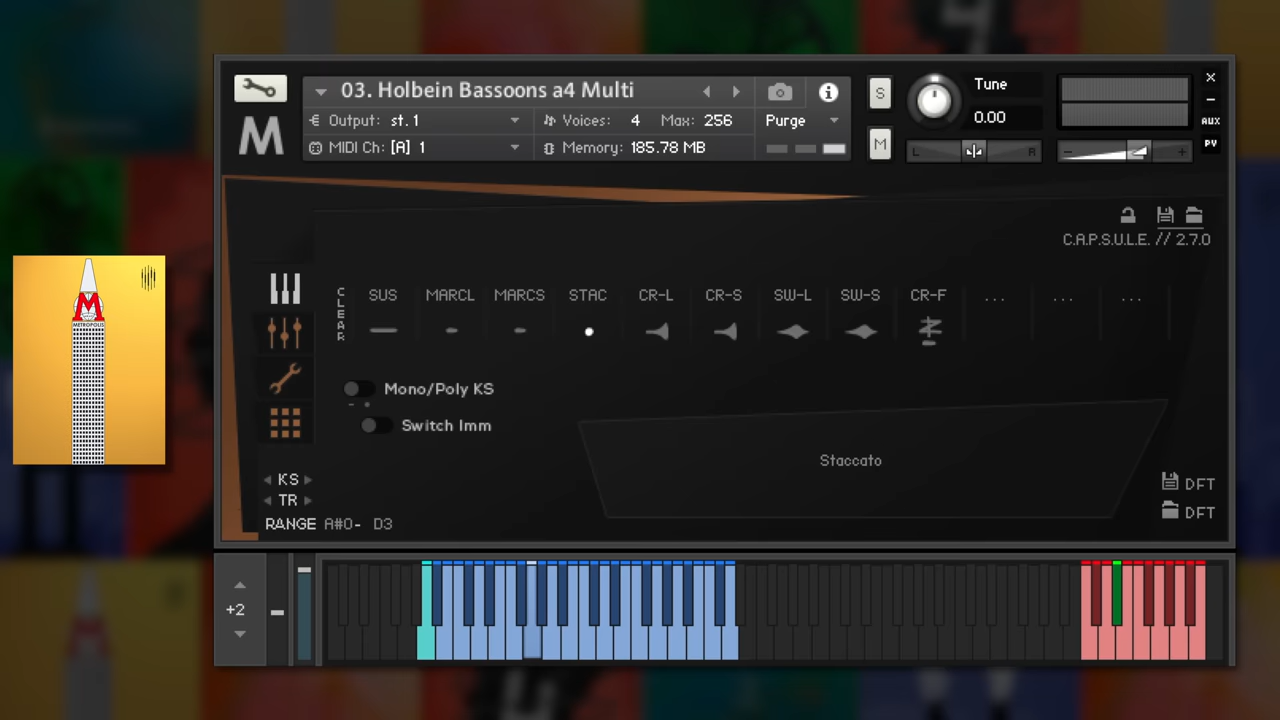 03. Holbein Bassoons a4 Multi
S
Tune
0.00
×
–
AUX
PV
Output: st.1
Voices: 4 Max: 256
Purge
M
M
MIDI Ch: [A] 1
Memory: 185.78 MB
L
R
C.A.P.S.U.L.E. // 2.7.0
CLEAR
SUS
MARCL
MARCS
STAC
CR-L
CR-S
SW-L
SW-S
CR-F
...
...
...
M
METROPOLIS
Mono/Poly KS
Switch Imm
Staccato
KS
TR
RANGE A#0- D3
DFT
DFT
+2